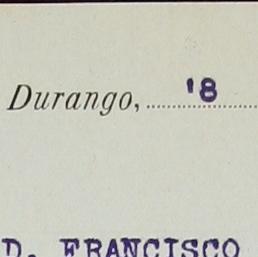 Durango, '8
D. FRANCISCO